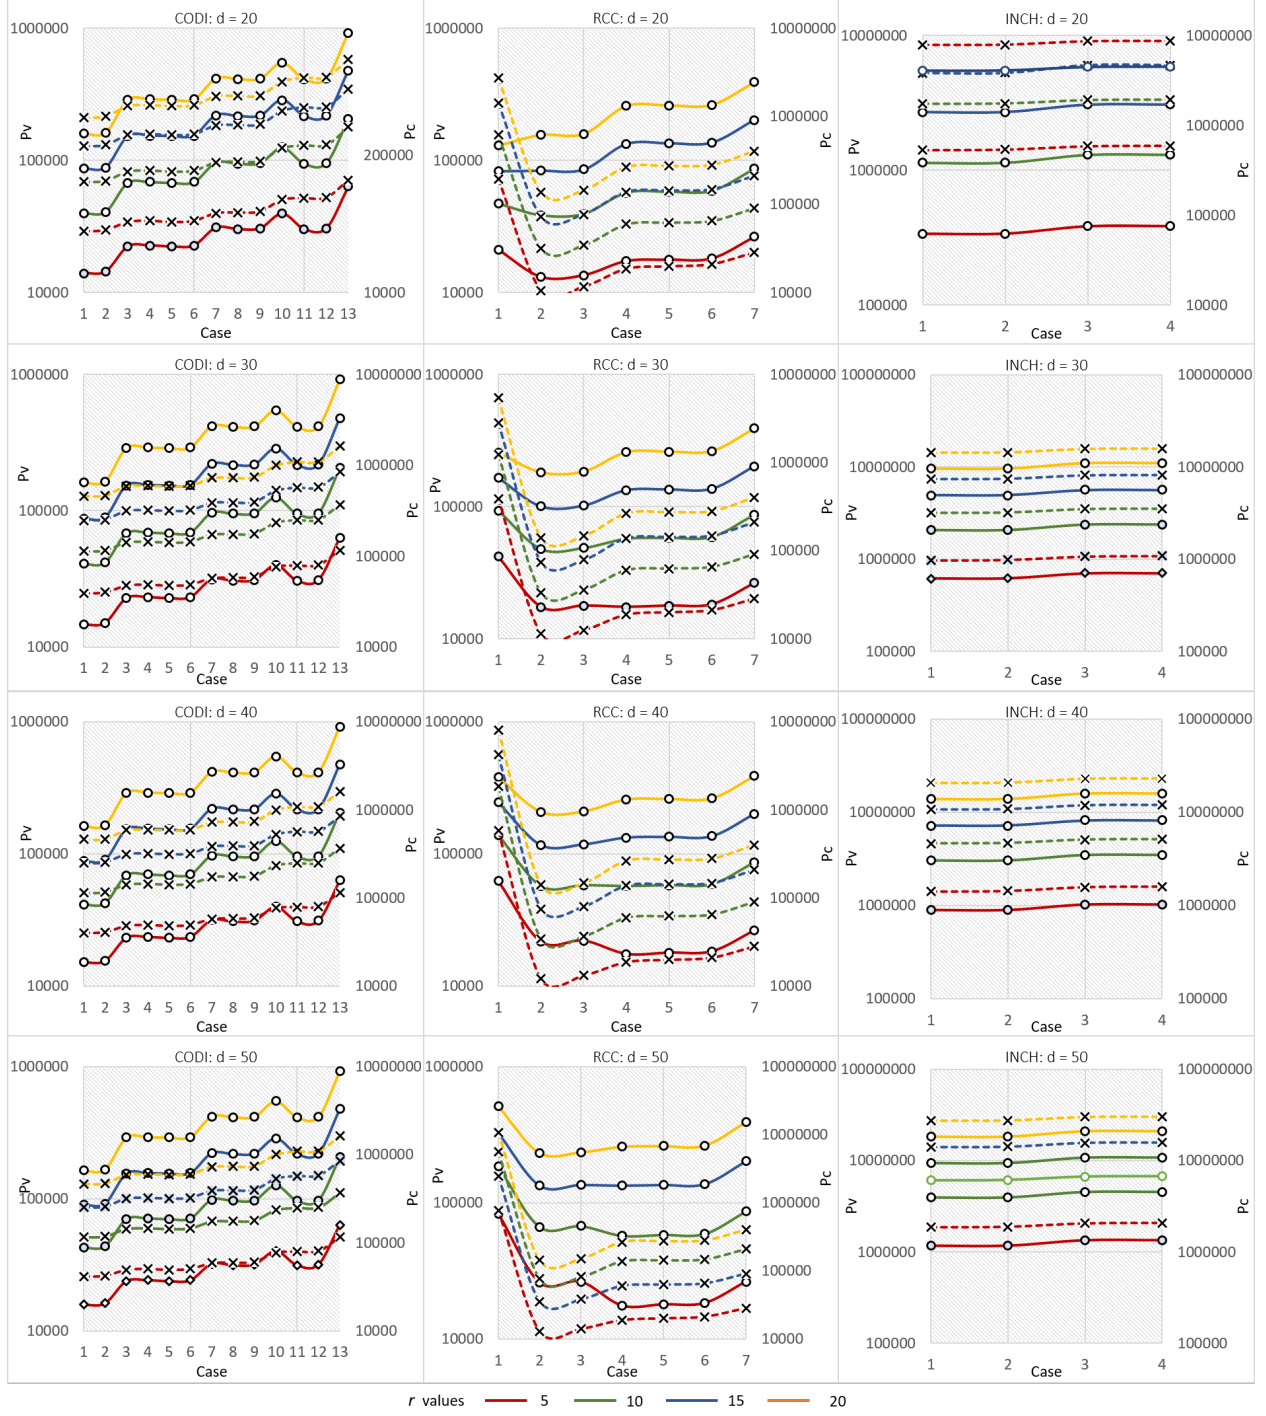 CODI: d = 20
1000000
100000
10000
Pv
200000
10000
Pc
1 2 3 4 5 6 7 8 9 10 11 12 13
Case
RCC: d = 20
1000000
100000
10000
Pv
10000000
1000000
100000
10000
Pc
1 2 3 4 5 6 7
Case
INCH: d = 20
10000000
1000000
100000
Pv
10000000
1000000
100000
10000
Pc
1 2 3 4
Case
CODI: d = 30
1000000
100000
10000
Pv
10000000
1000000
100000
10000
Pc
1 2 3 4 5 6 7 8 9 10 11 12 13
Case
RCC: d = 30
1000000
100000
10000
Pv
10000000
1000000
100000
10000
Pc
1 2 3 4 5 6 7
Case
INCH: d = 30
100000000
10000000
1000000
100000
Pv
100000000
10000000
1000000
100000
Pc
1 2 3 4
Case
CODI: d = 40
1000000
100000
10000
Pv
10000000
1000000
100000
10000
Pc
1 2 3 4 5 6 7 8 9 10 11 12 13
Case
RCC: d = 40
1000000
100000
10000
Pv
10000000
1000000
100000
10000
Pc
1 2 3 4 5 6 7
Case
INCH: d = 40
100000000
10000000
1000000
100000
Pv
100000000
10000000
1000000
100000
Pc
1 2 3 4
Case
CODI: d = 50
1000000
100000
10000
Pv
10000000
1000000
100000
10000
Pc
1 2 3 4 5 6 7 8 9 10 11 12 13
Case
RCC: d = 50
1000000
100000
10000
Pv
100000000
10000000
1000000
100000
10000
Pc
1 2 3 4 5 6 7
Case
INCH: d = 50
100000000
10000000
1000000
100000
Pv
100000000
10000000
1000000
100000
Pc
1 2 3 4
Case
r values 5 10 15 20